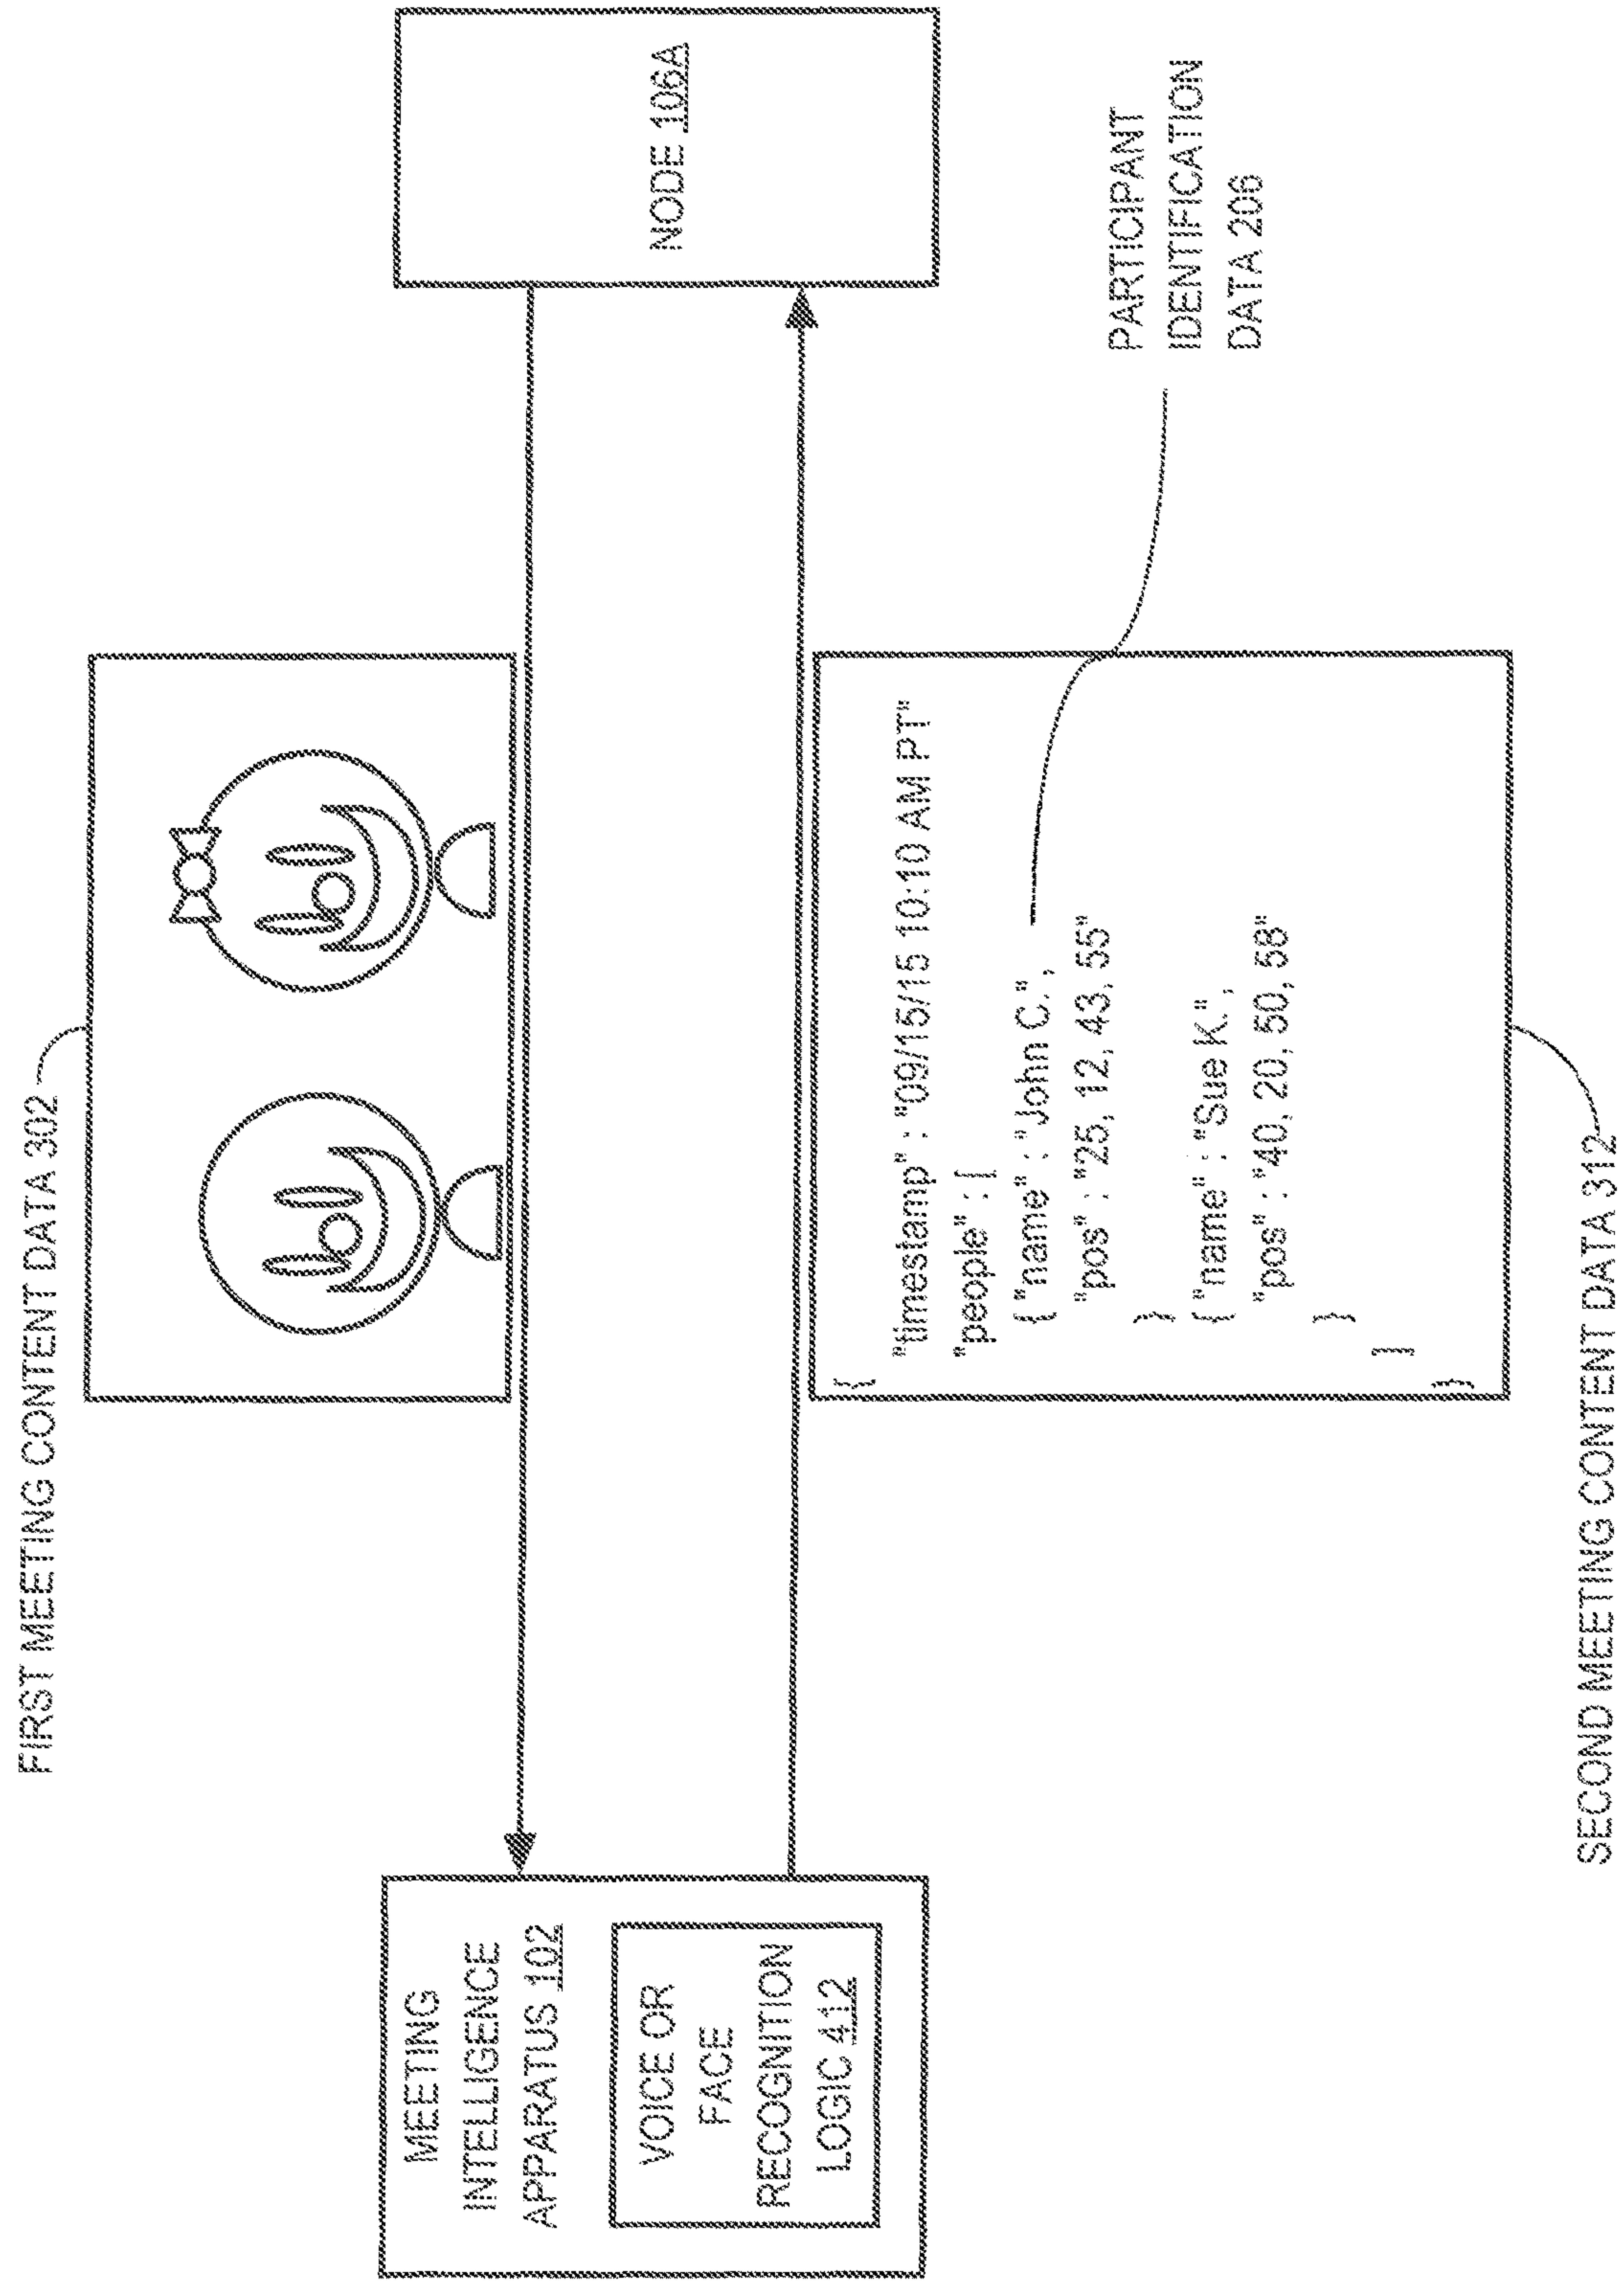 FIRST MEETING CONTENT DATA 302
MEETING
INTELLIGENCE
APPARATUS 102
VOICE OR
FACE
RECOGNITION
LOGIC 412
NODE 106A
{
"timestamp" : "09/15/15 10:10 AM PT"
"people" : [
{ "name" : "John C.",
"pos" : "25, 12, 43, 55"
}
{ "name" : "Sue K.",
"pos" : "40, 20, 50, 58"
}
]
}
PARTICIPANT
IDENTIFICATION
DATA 206
SECOND MEETING CONTENT DATA 312